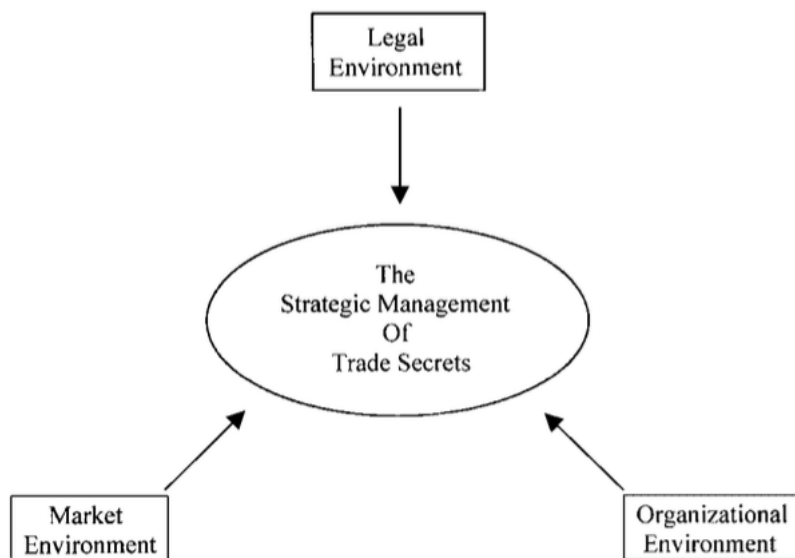 Legal
Environment
The
Strategic Management
Of
Trade Secrets
Market
Environment
Organizational
Environment